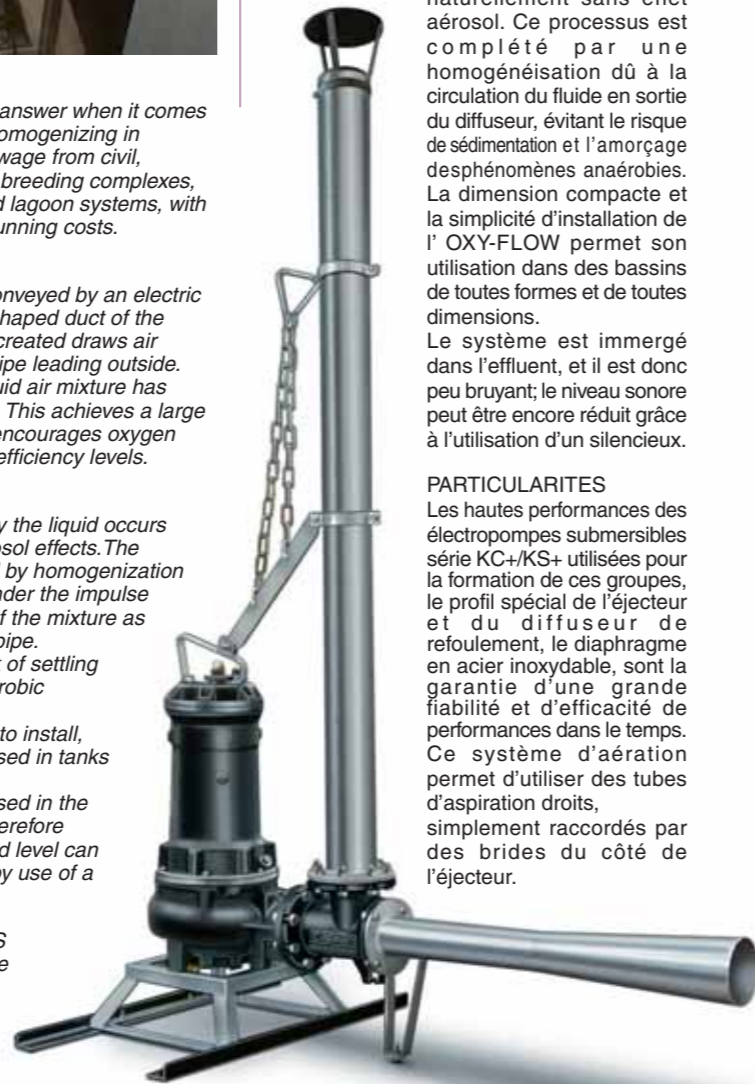 answer when it comes
omogenizing in
wage from civil,
breeding complexes,
d lagoon systems, with
unning costs.
onveyed by an electric
haped duct of the
created draws air
ipe leading outside.
uid air mixture has
This achieves a large
encourages oxygen
efficiency levels.
y the liquid occurs
osol effects.The
d by homogenization
nder the impulse
of the mixture as
pipe.
k of settling
robic
to install,
sed in tanks
sed in the
erefore
d level can
by use of a
S
e
naturellement sans effet
aérosol. Ce processus est
complété par une
homogénéisation dû à la
circulation du fluide en sortie
du diffuseur, évitant le risque
de sédimentation et l'amorçage
desphénomènes anaérobies.
La dimension compacte et
la simplicité d'installation de
l' OXY-FLOW permet son
utilisation dans des bassins
de toutes formes et de toutes
dimensions.
Le système est immergé
dans l'effluent, et il est donc
peu bruyant; le niveau sonore
peut être encore réduit grâce
à l'utilisation d'un silencieux.
PARTICULARITES
Les hautes performances des
électropompes submersibles
série KC+/KS+ utilisées pour
la formation de ces groupes,
le profil spécial de l'éjecteur
et du diffuseur de
refoulement, le diaphragme
en acier inoxydable, sont la
garantie d'une grande
fiabilité et d'efficacité de
performances dans le temps.
Ce système d'aération
permet d'utiliser des tubes
d'aspiration droits,
simplement raccordés par
des brides du côté de
l'éjecteur.